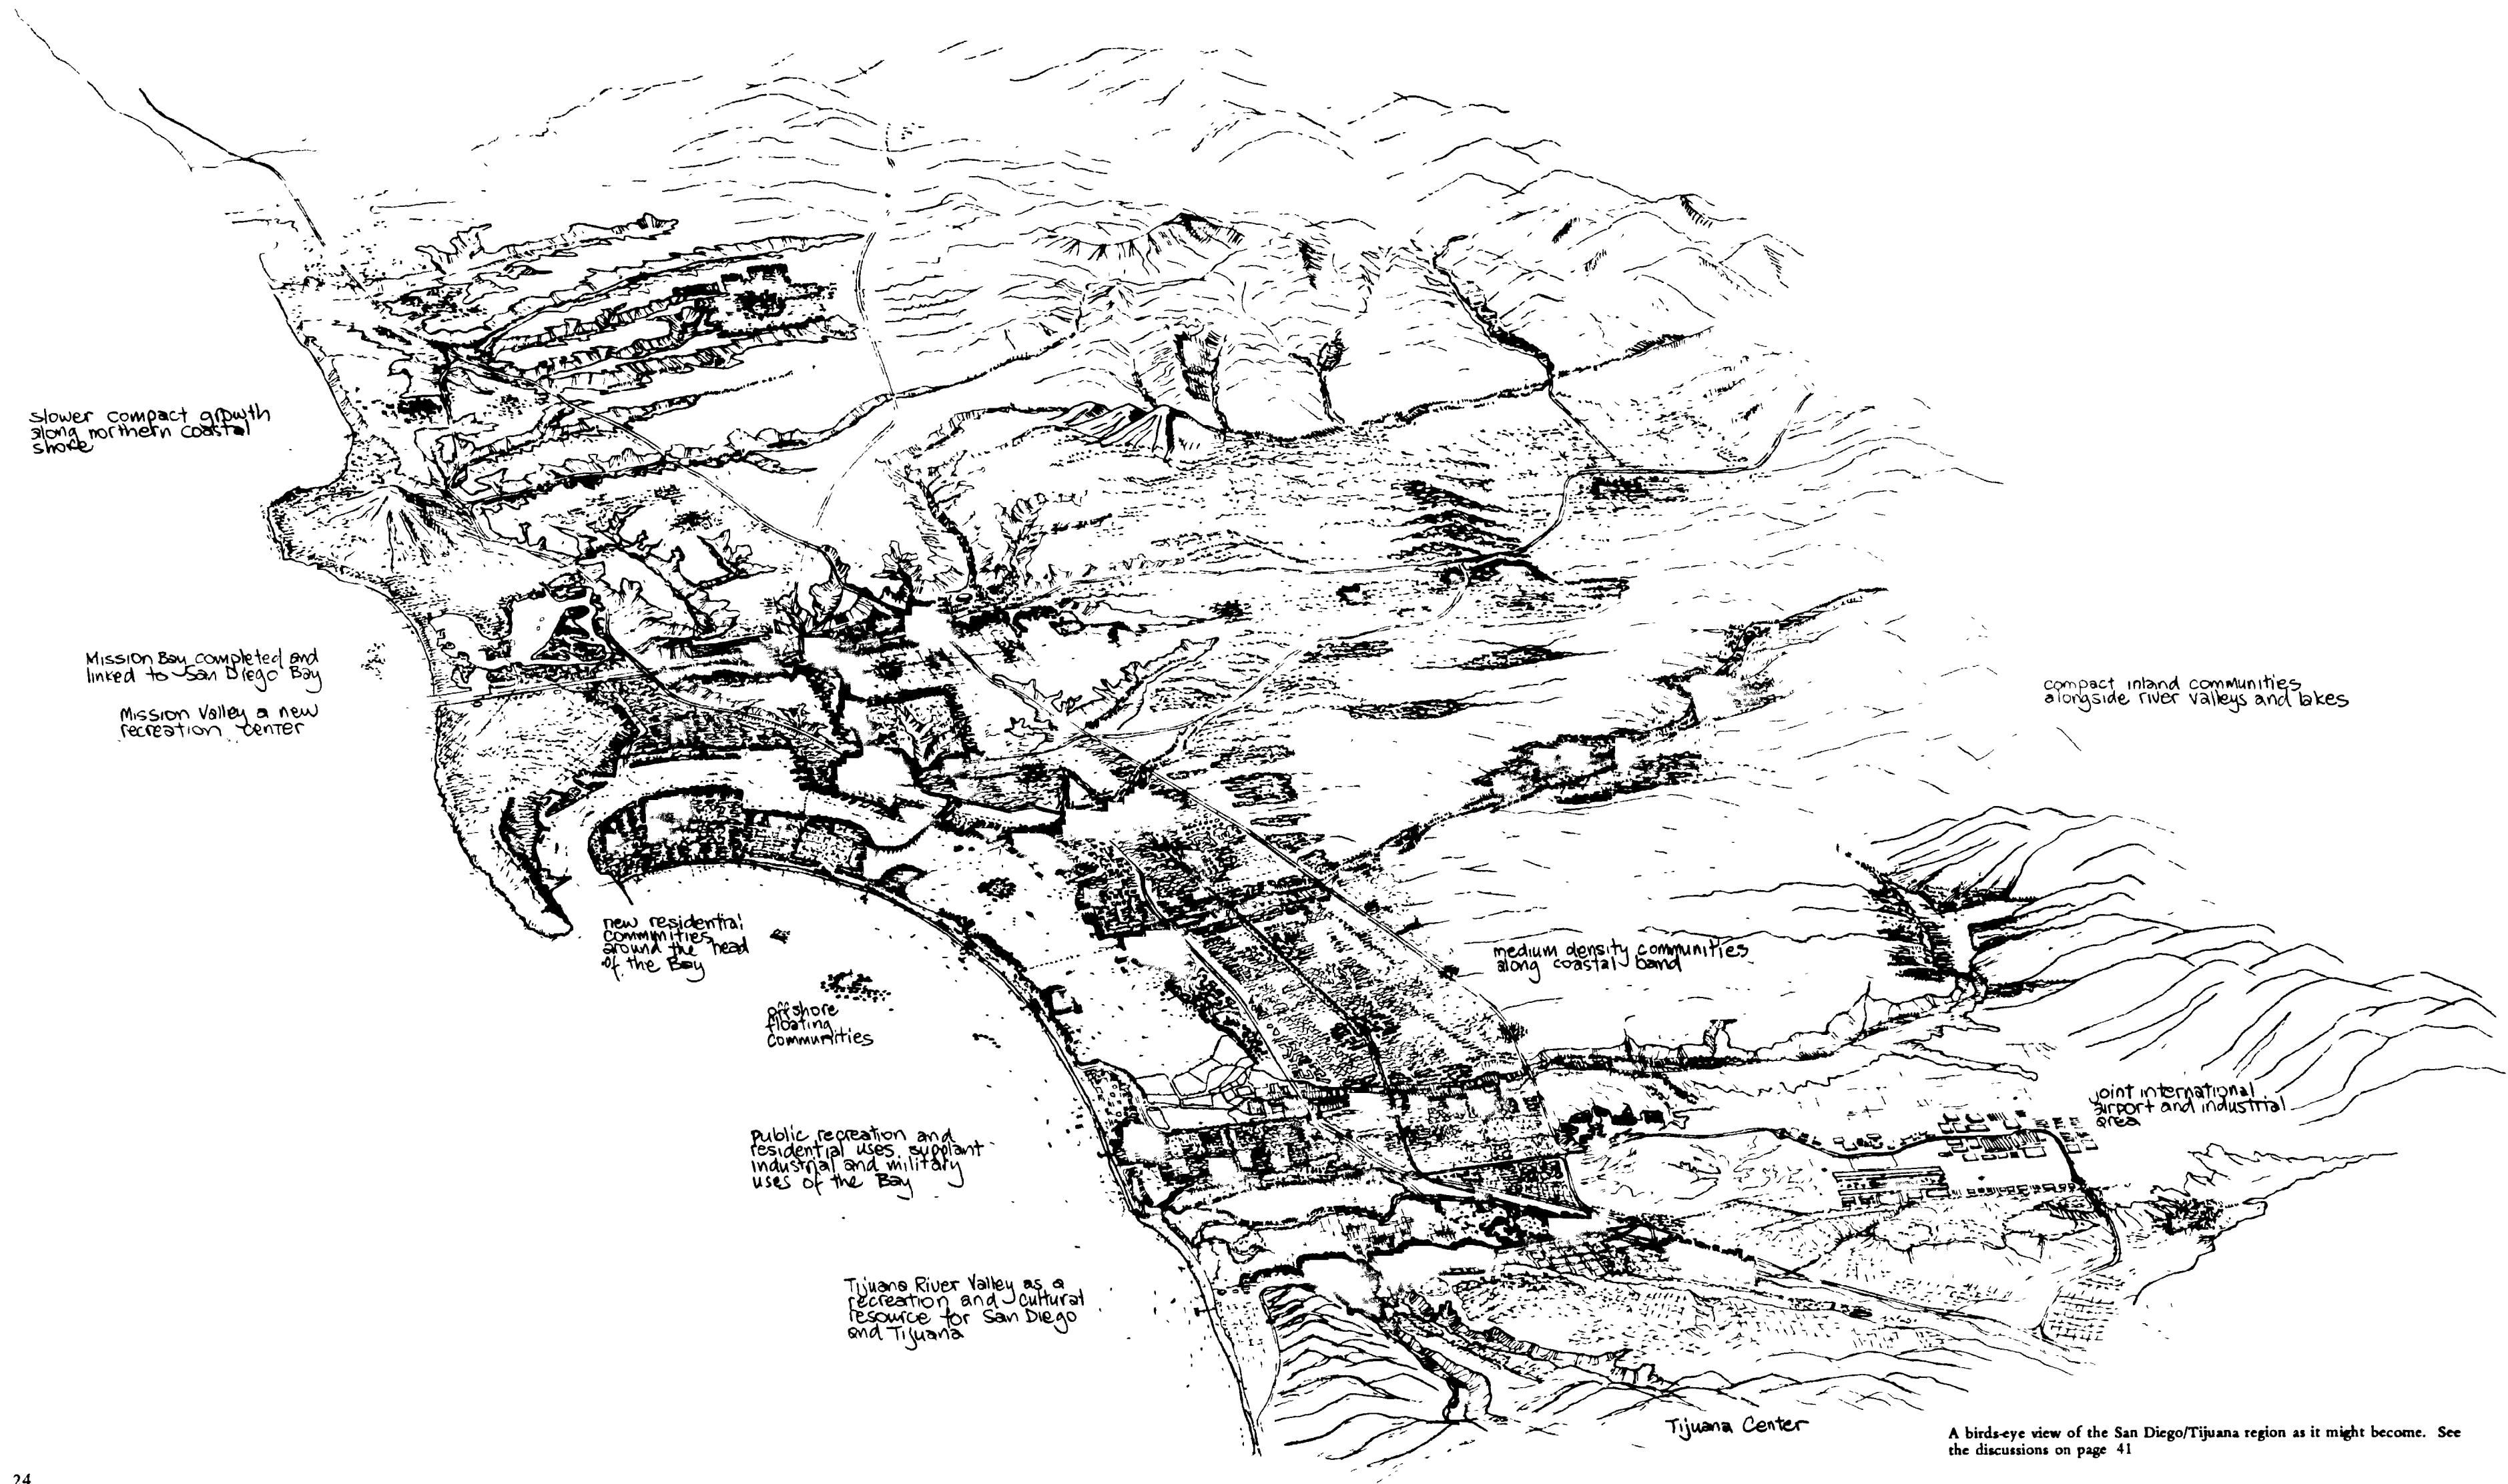 slower compact growth
along northern coastal
shore
Mission Bay completed and
linked to San Diego Bay
Mission Valley a new
recreation center
compact inland communities
alongside river valleys and lakes
new residential
communities
around the head
of the Bay
medium density communities
along coastal band
offshore
floating
communities
joint international
airport and industrial
area
public recreation and
residential uses supplant
industrial and military
uses of the Bay
Tijuana River Valley as a
recreation and cultural
resource for San Diego
and Tijuana
Tijuana Center
A birds-eye view of the San Diego/Tijuana region as it might become. See
the discussions on page 41
24